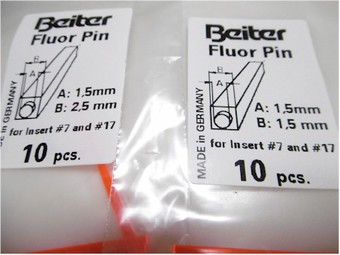 Beiter
Fluor Pin
B
A
A: 1,5mm
B: 2,5 mm
MADE in GERMANY
for Insert #7 and #17
10 pcs.
Beiter
Fluor Pin
B
A
A: 1,5mm
B: 1,5 mm
MADE in GERMANY
for Insert #7 and #17
10 pcs.